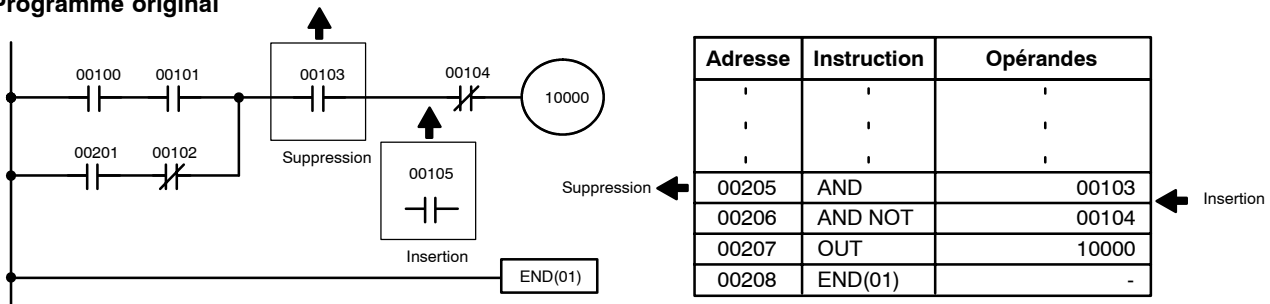 Programme original
00100 00101 00103 00104
10000
00201 00102
Suppression
00105
Insertion
END(01)
Adresse Instruction Opérandes
Suppression 00205 AND 00103 Insertion
00206 AND NOT 00104
00207 OUT 10000
00208 END(01) -